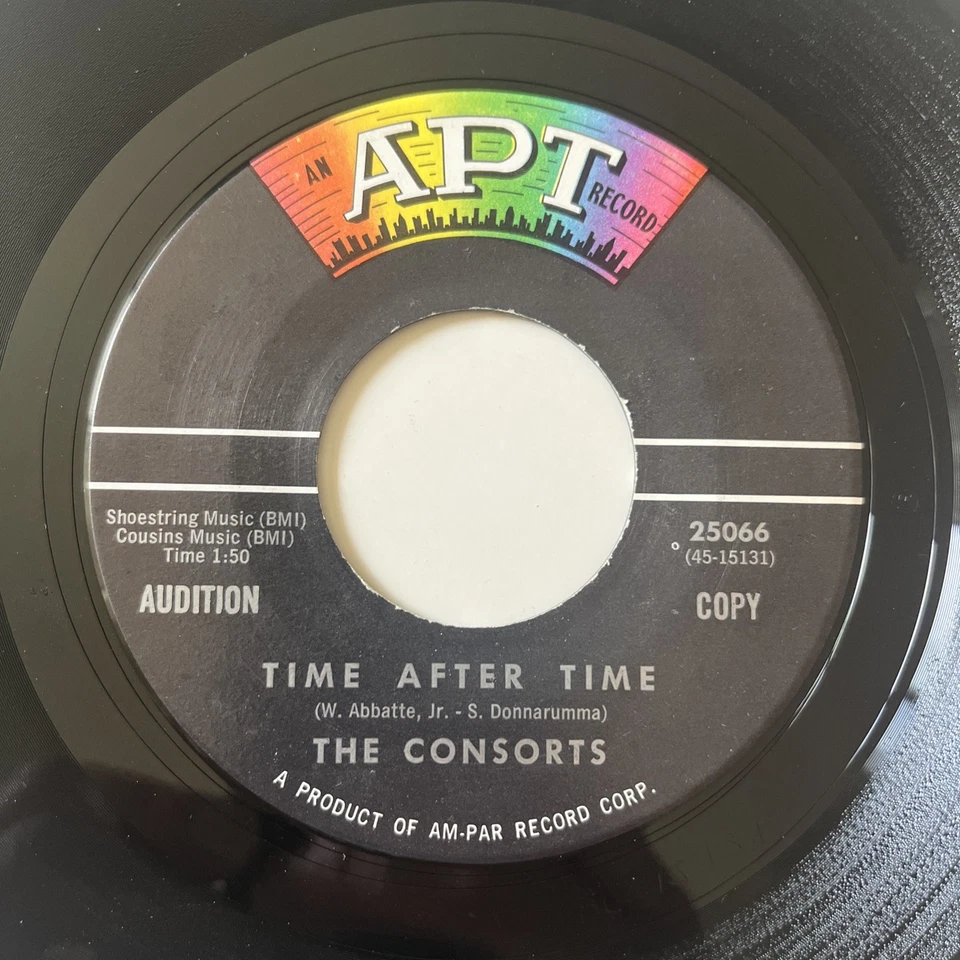 AN APT RECORD
Shoestring Music (BMI)
Cousins Music (BMI)
Time 1:50
AUDITION
25066
(45-15131)
COPY
TIME AFTER TIME
(W. Abbatte, Jr. - S. Donnarumma)
THE CONSORTS
A PRODUCT OF AM-PAR RECORD CORP.